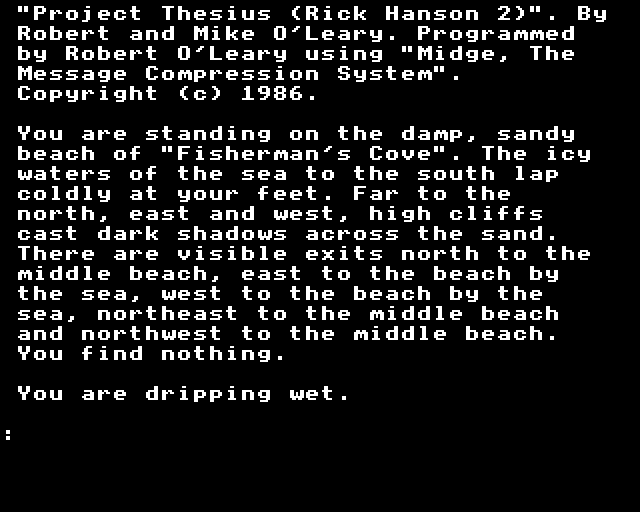 "Project Thesius (Rick Hanson 2)". By
Robert and Mike O'Leary. Programmed
by Robert O'Leary using "Midge, The
Message Compression System".
Copyright (c) 1986.
You are standing on the damp, sandy
beach of "Fisherman's Cove". The icy
waters of the sea to the south lap
coldly at your feet. Far to the
north, east and west, high cliffs
cast dark shadows across the sand.
There are visible exits north to the
middle beach, east to the beach by
the sea, west to the beach by the
sea, northeast to the middle beach
and northwest to the middle beach.
You find nothing.
You are dripping wet.
: